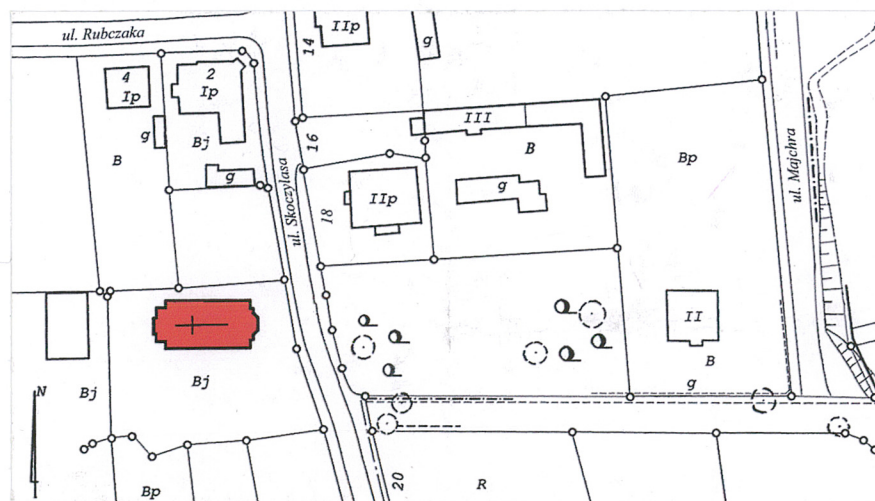 ul. Rubczaka
14
IIp
g
4
Ip
2
Ip
g
Bj
B
g
16
III
B
Bp
ul. Majchra
ul. Skoczylasa
18
IIp
g
II
B
g
Bj
Bj
N
Bp
20
R